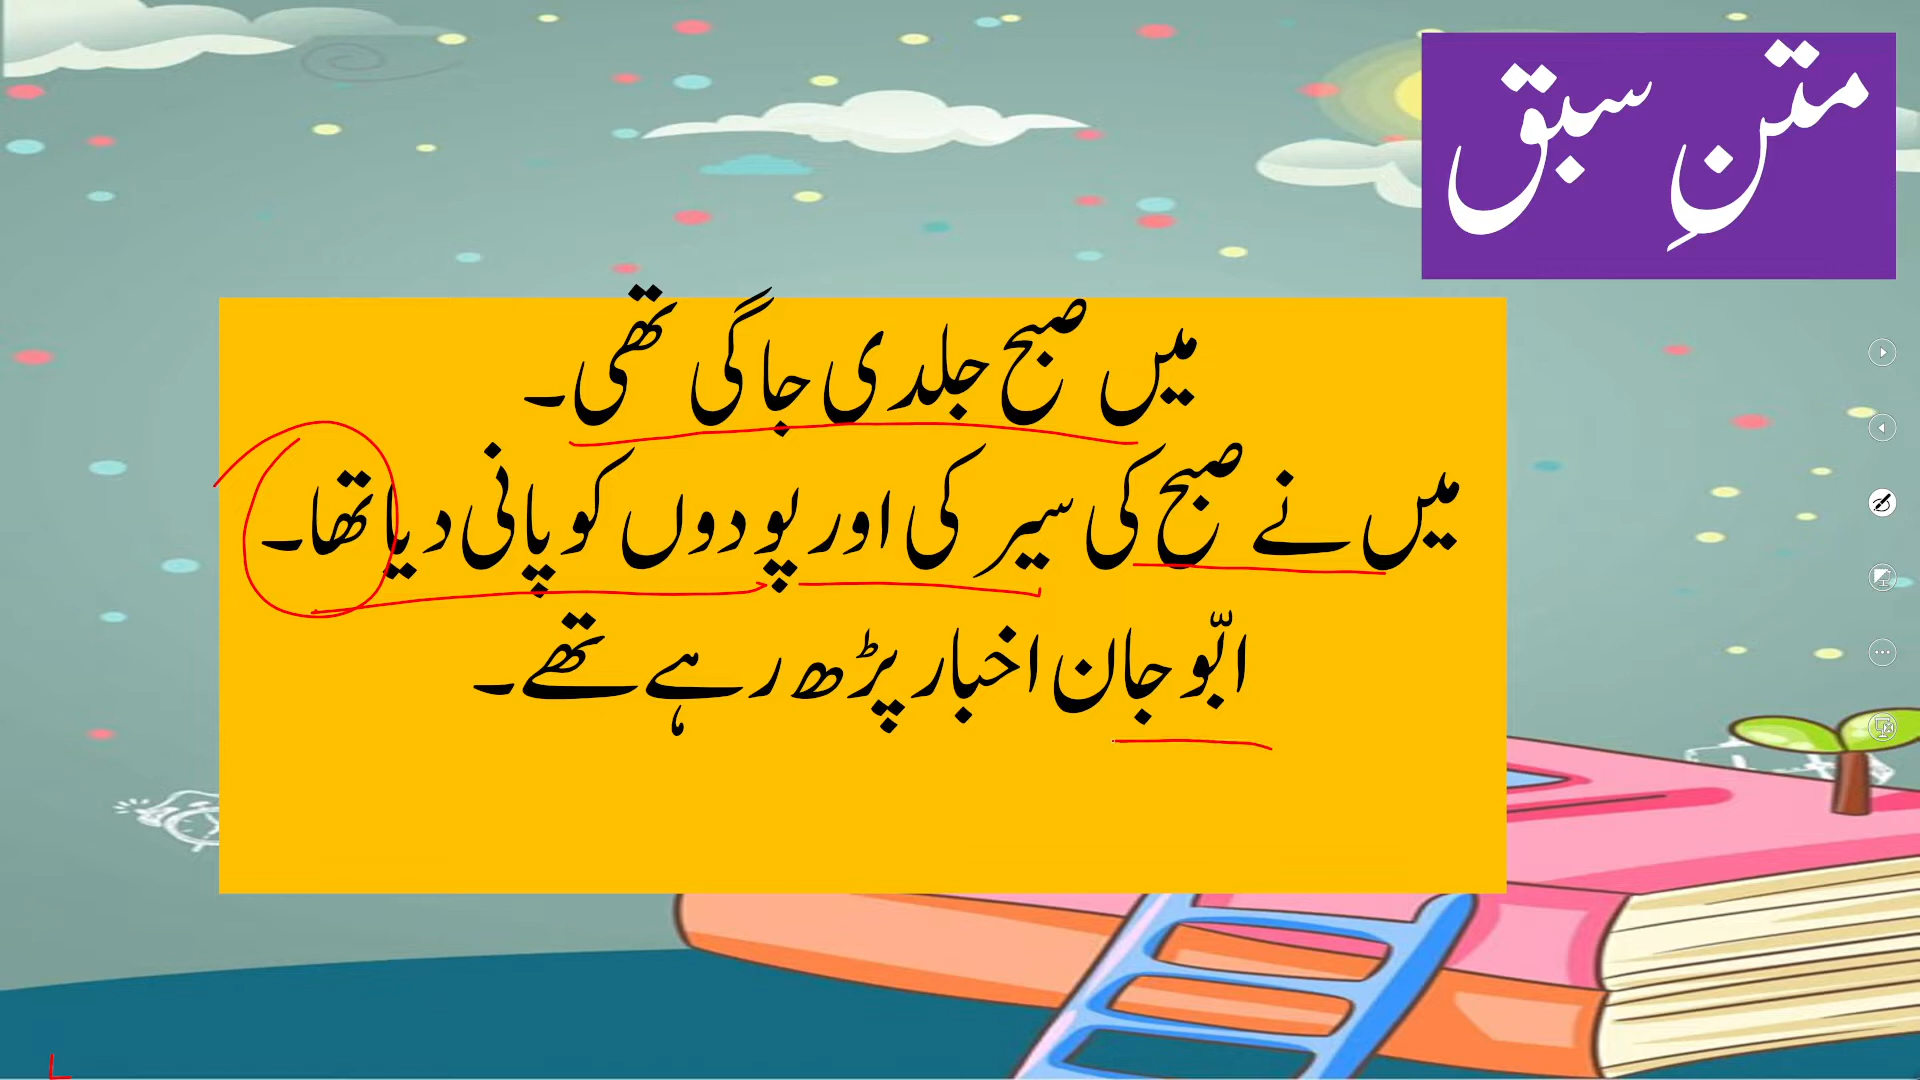 متنِ سبق
میں صبح جلدی جاگی تھی۔
میں نے صبح کی سیر کی اور پودوں کو پانی دیا تھا۔
ابّو جان اخبار پڑھ رہے تھے۔